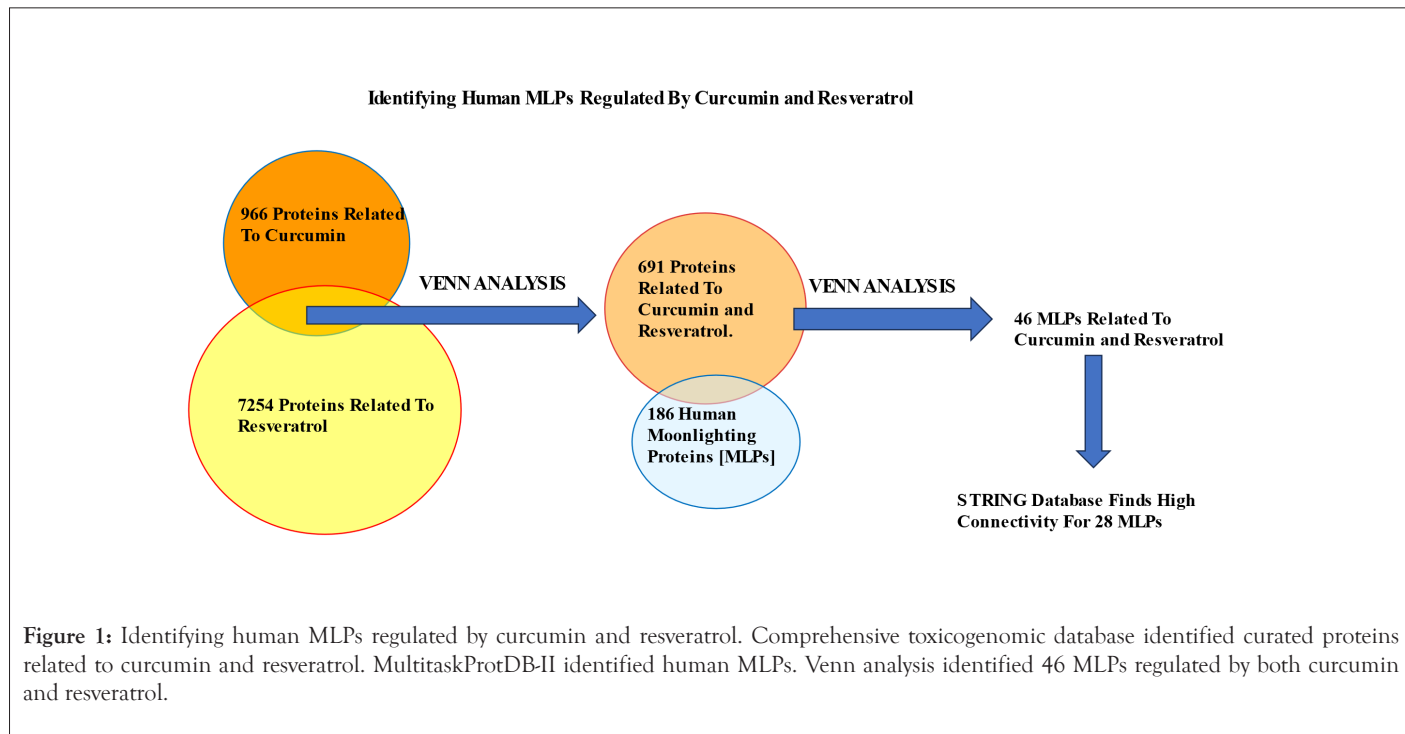 Identifying Human MLPs Regulated By Curcumin and Resveratrol
966 Proteins Related
To Curcumin
VENN ANALYSIS
7254 Proteins Related To
Resveratrol
691 Proteins
Related To
Curcumin and
Resveratrol.
VENN ANALYSIS
186 Human
Moonlighting
Proteins [MLPs]
46 MLPs Related To
Curcumin and Resvratrol
STRING Database Finds High
Connectivity For 28 MLPs
Figure 1: Identifying human MLPs regulated by curcumin and resveratrol. Comprehensive toxicogenomic database identified curated proteins
related to curcumin and resveratrol. MultitaskProtDB-II identified human MLPs. Venn analysis identified 46 MLPs regulated by both curcumin
and resveratrol.